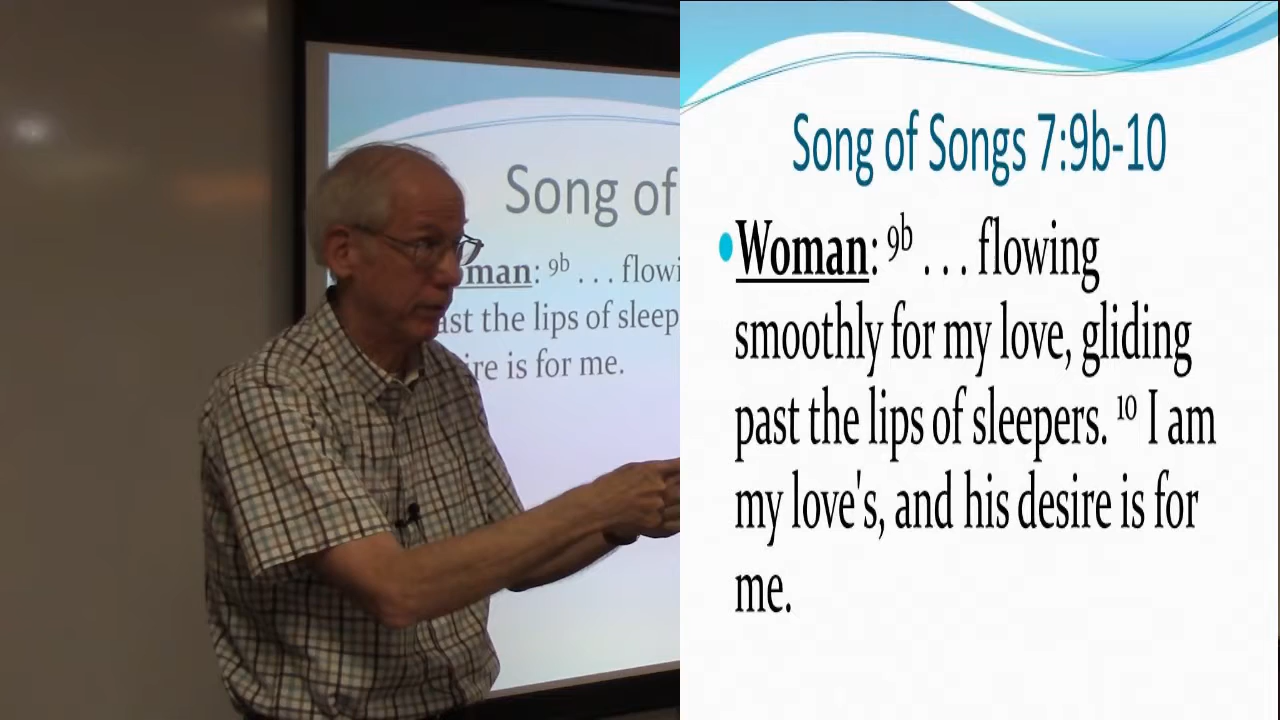 Song of
man: 9b . . . flowi
ast the lips of sleep
ire is for me.
Song of Songs 7:9b-10
•Woman: 9b . . . flowing
smoothly for my love, gliding
past the lips of sleepers. 10 I am
my love's, and his desire is for
me.